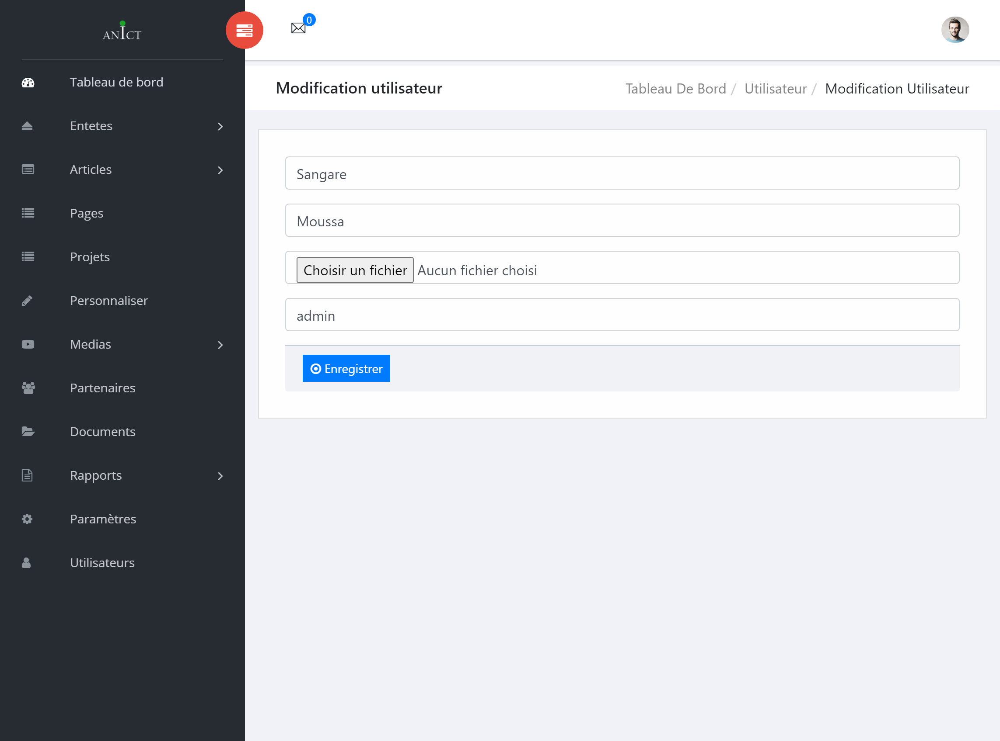 ANICT
0
Tableau de bord
Entetes
Articles
Pages
Projets
Personnaliser
Medias
Partenaires
Documents
Rapports
Paramètres
Utilisateurs
Modification utilisateur
Tableau De Bord / Utilisateur / Modification Utilisateur
Sangare
Moussa
Choisir un fichier Aucun fichier choisi
admin
Enregistrer